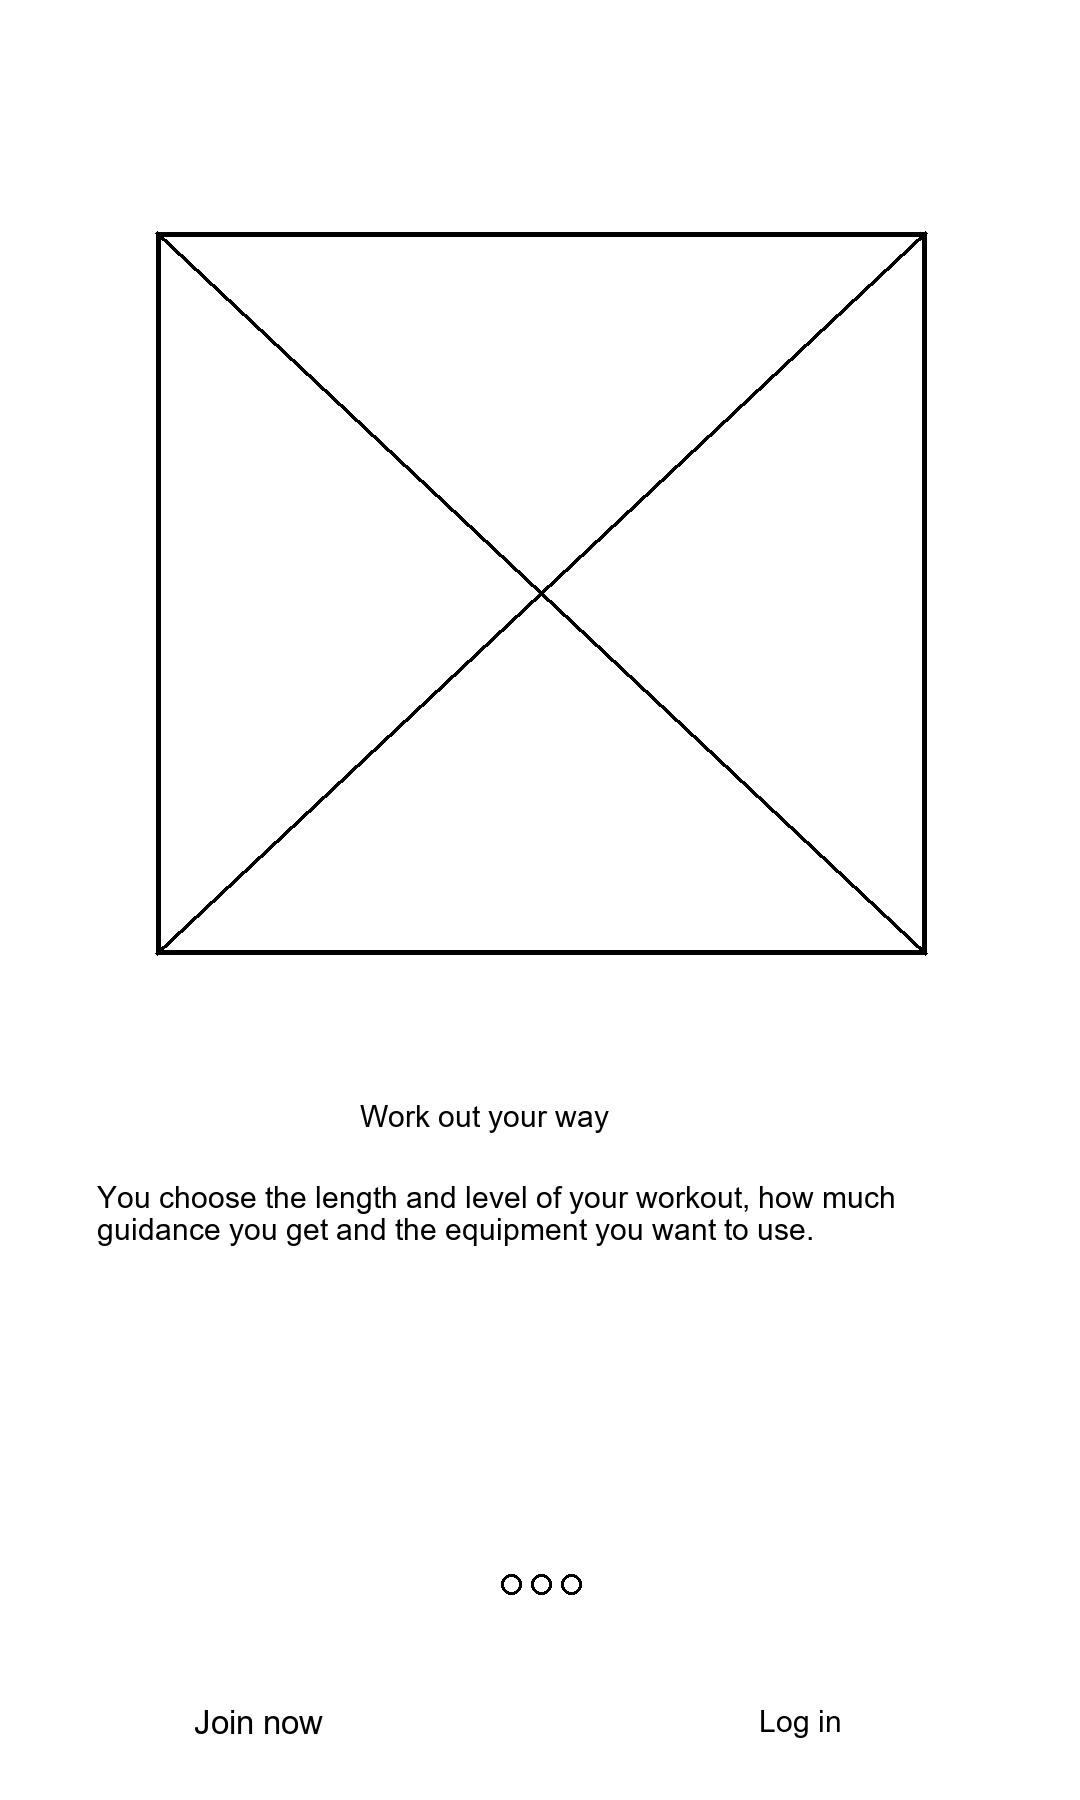 Work out your way
You choose the length and level of your workout, how much
guidance you get and the equipment you want to use.
Join now
Log in